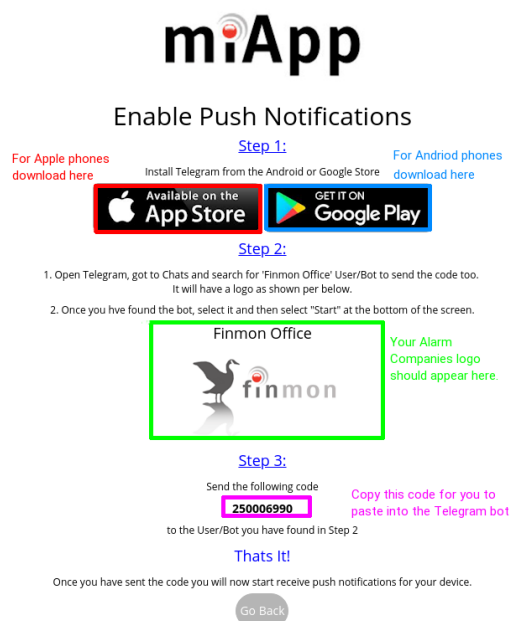 miApp
Enable Push Notifications
Step 1:
For Apple phones
download here
Install Telegram from the Android or Google Store
For Andriod phones
download here
Available on the
App Store
GET IT ON
Google Play
Step 2:
1. Open Telegram, got to Chats and search for 'Finmon Office' User/Bot to send the code too.
It will have a logo as shown per below.
2. Once you hve found the bot, select it and then select "Start" at the bottom of the screen.
Finmon Office
finmon
Your Alarm
Companies logo
should appear here
Step 3:
Send the following code
250006990
Copy this code for you to
paste into the Telegram bot
to the User/Bot you have found in Step 2
Thats It!
Once you have sent the code you will now start receive push notifications for your device.
Go Back